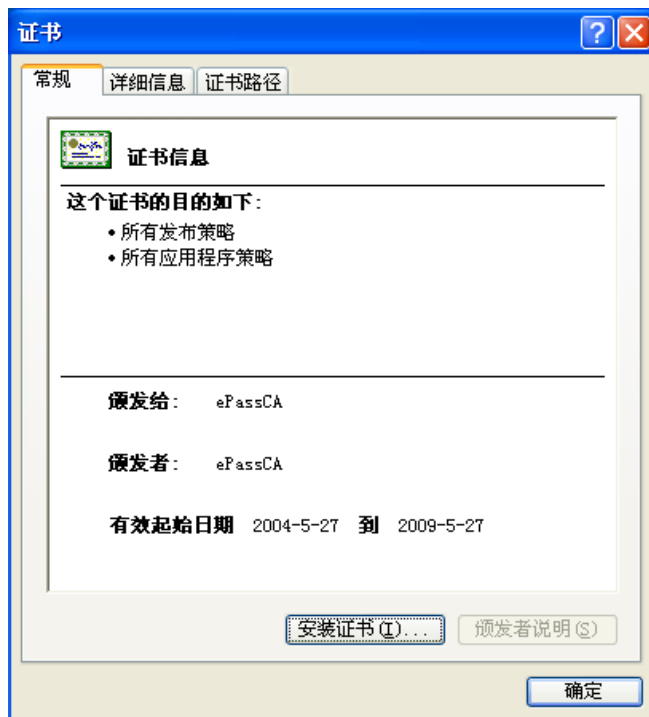 证书
常规 详细信息 证书路径
证书信息
这个证书的目的如下:
•所有发布策略
•所有应用程序策略
颁发给: ePassCA
颁发者: ePassCA
有效起始日期 2004-5-27 到 2009-5-27
安装证书(I)... 颁发者说明(S)
确定